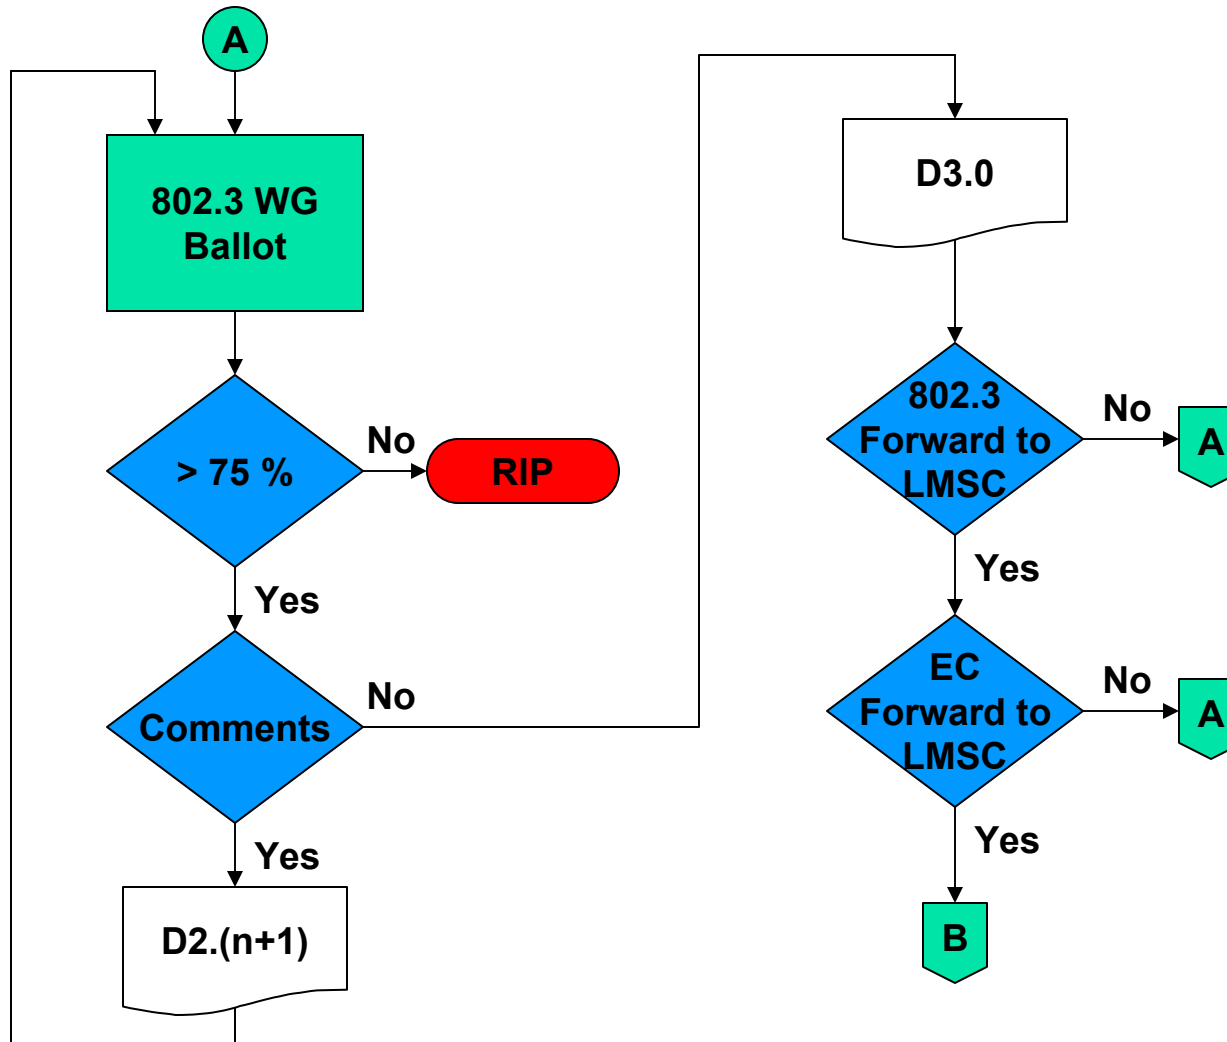 A
802.3 WG
Ballot
> 75 %
No
RIP
Yes
Comments
No
Yes
D2.(n+1)
D3.0
802.3
Forward to
LMSC
No
A
Yes
EC
Forward to
LMSC
No
A
Yes
B